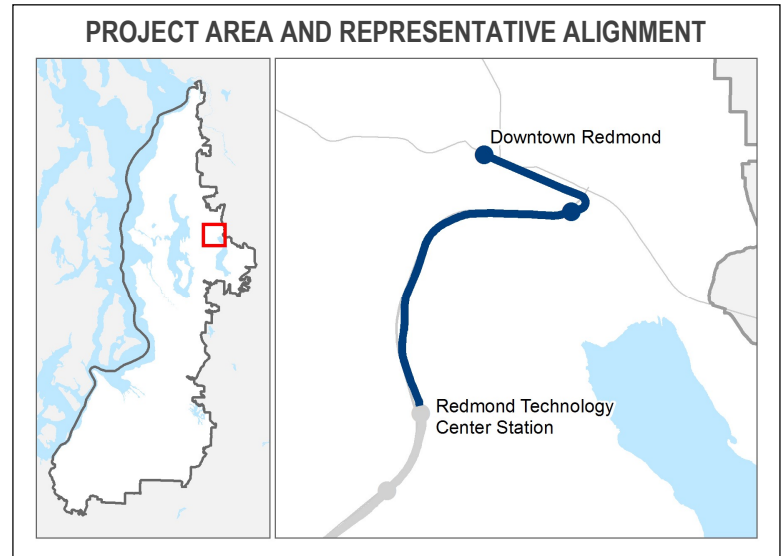 PROJECT AREA AND REPRESENTATIVE ALIGNMENT
Downtown Redmond
Redmond Technology
Center Station